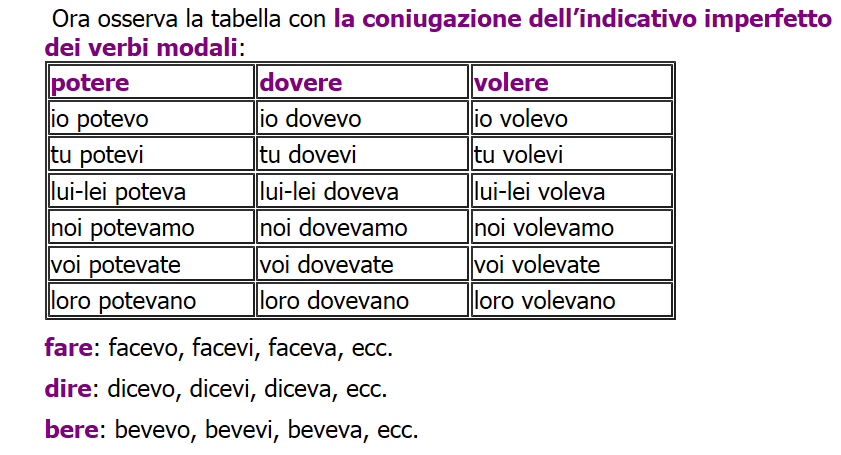 Ora osserva la tabella con la coniugazione dell’indicativo imperfetto
dei verbi modali:
potere dovere volere
io potevo io dovevo io volevo
tu potevi tu dovevi tu volevi
lui-lei poteva lui-lei doveva lui-lei voleva
noi potevamo noi dovevamo noi volevamo
voi potevate voi dovevate voi volevate
loro potevano loro dovevano loro volevano
fare: facevo, facevi, faceva, ecc.
dire: dicevo, dicevi, diceva, ecc.
bere: bevevo, bevevi, beveva, ecc.